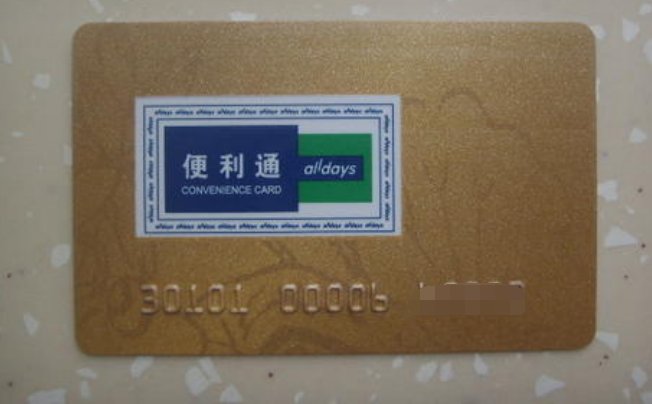 便利通
CONVENIENCE CARD
alldays
30101 00006